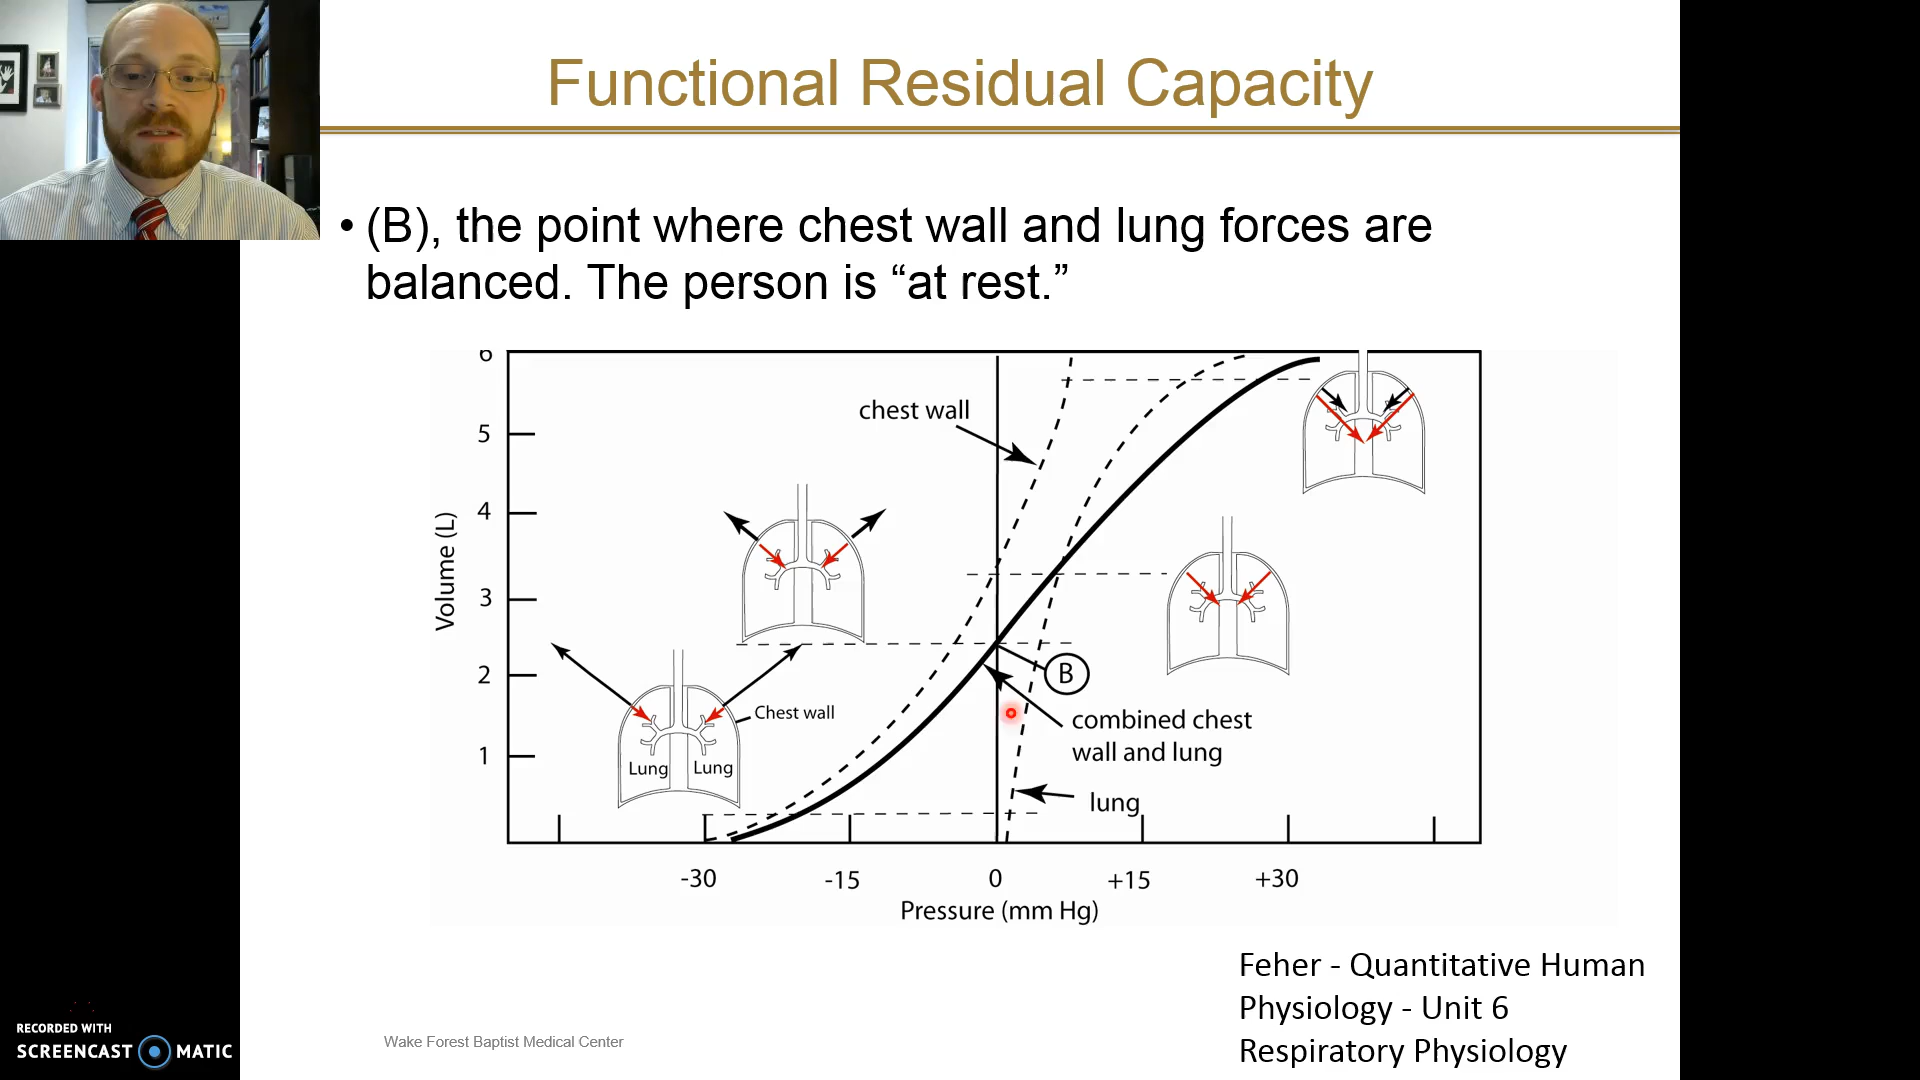 Functional Residual Capacity
• (B), the point where chest wall and lung forces are
balanced. The person is “at rest.”
6
5
4
3
2
1
Volume (L)
chest wall
Chest wall
Lung Lung
B
combined chest
wall and lung
lung
-30 -15 0 +15 +30
Pressure (mm Hg)
Feher - Quantitative Human
Physiology - Unit 6
Respiratory Physiology
Wake Forest Baptist Medical Center
RECORDED WITH
SCREENCAST MATIC